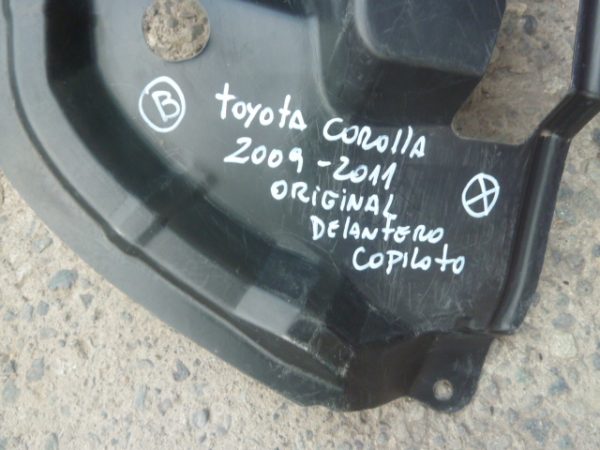 B
toyota corolla
2009-2011
ORIGINAL
DELANTERO
COPILOTO
X